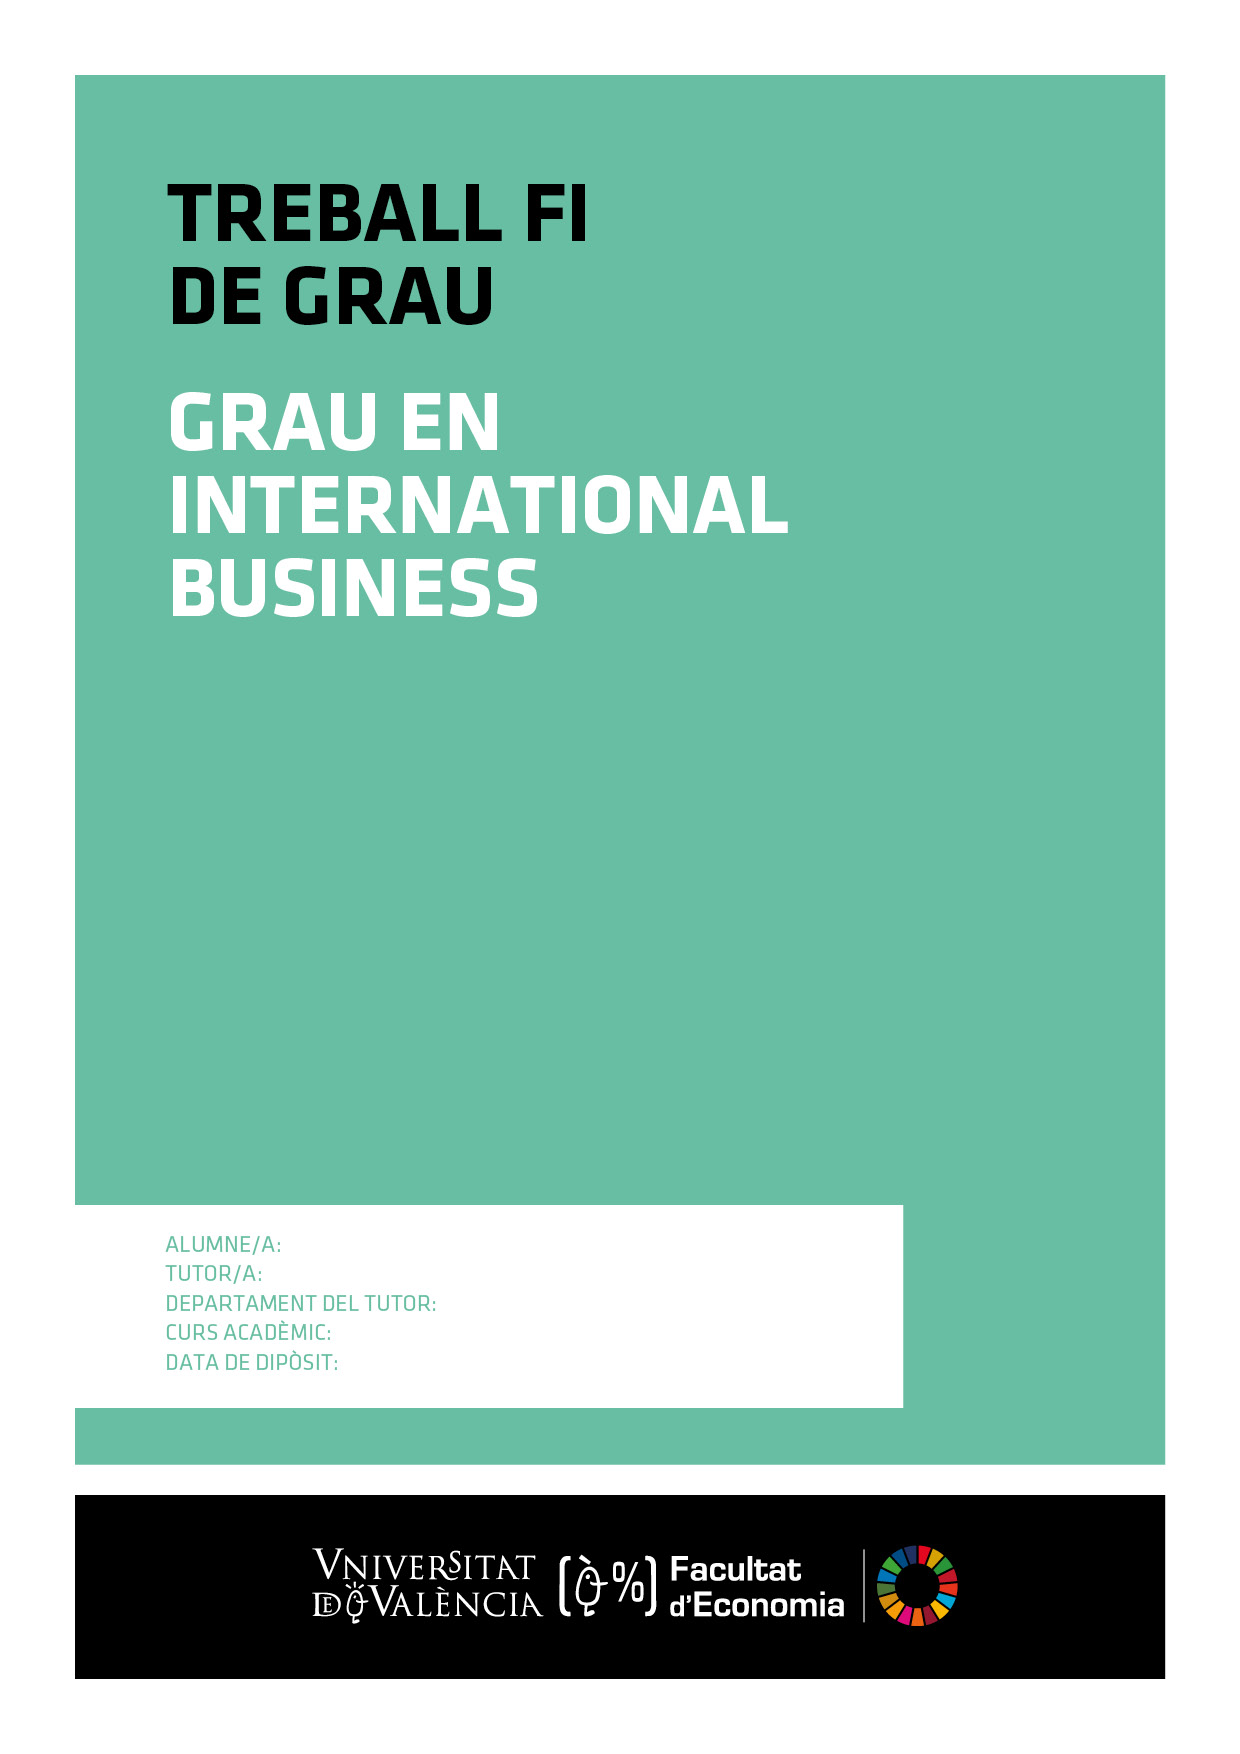 TREBALL FI
DE GRAU
GRAU EN
INTERNATIONAL
BUSINESS
ALUMNE/A:
TUTOR/A:
DEPARTAMENT DEL TUTOR:
CURS ACADÈMIC:
DATA DE DIPÒSIT:
VNIVERSITAT
DE VALÈNCIA
[%]
Facultat
d'Economia